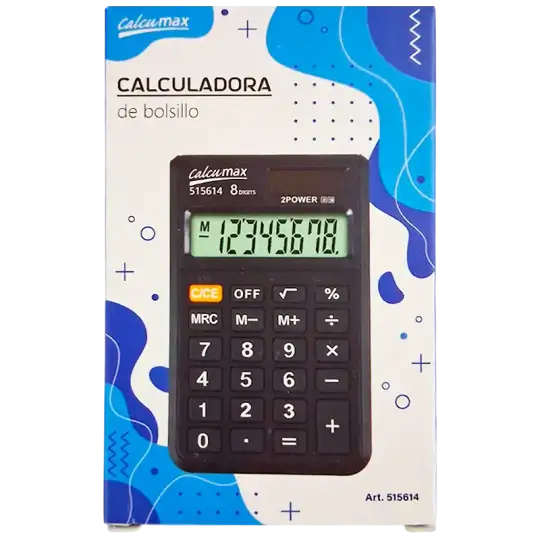 Calcumax
CALCULADORA
de bolsillo
Calcumax
515614 8 DIGITS
2POWER
M
-12345678.
C/CE OFF √ %
MRC M− M+ ÷
7 8 9 ×
4 5 6 −
1 2 3 +
0 . =
Art. 515614